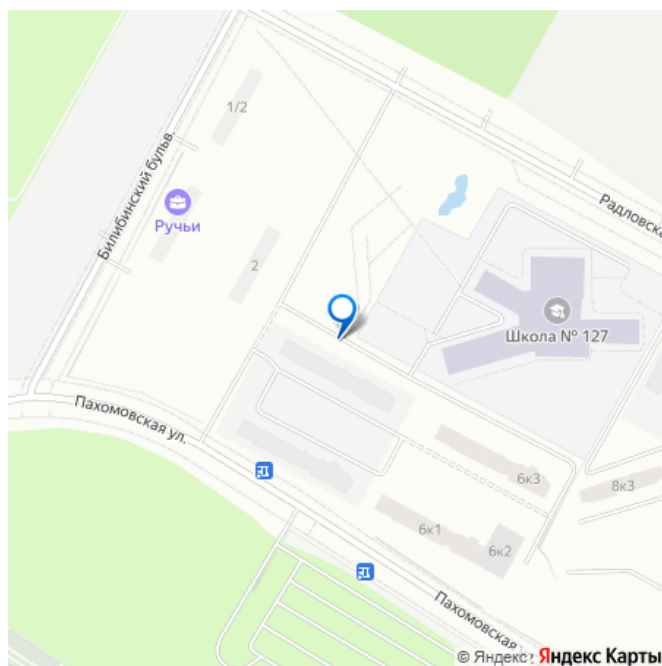 1/2
Билибинский бульв.
Ручьи
2
Радловска
Школа № 127
Пахомовская ул.
6к3
8к3
6к1
6к2
Пахомовская
© Яндекс Яндекс Карты